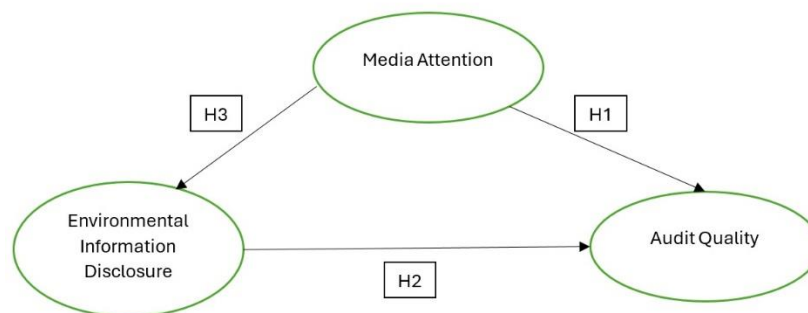 Media Attention
H3
H1
Environmental
Information
Disclosure
Audit Quality
H2